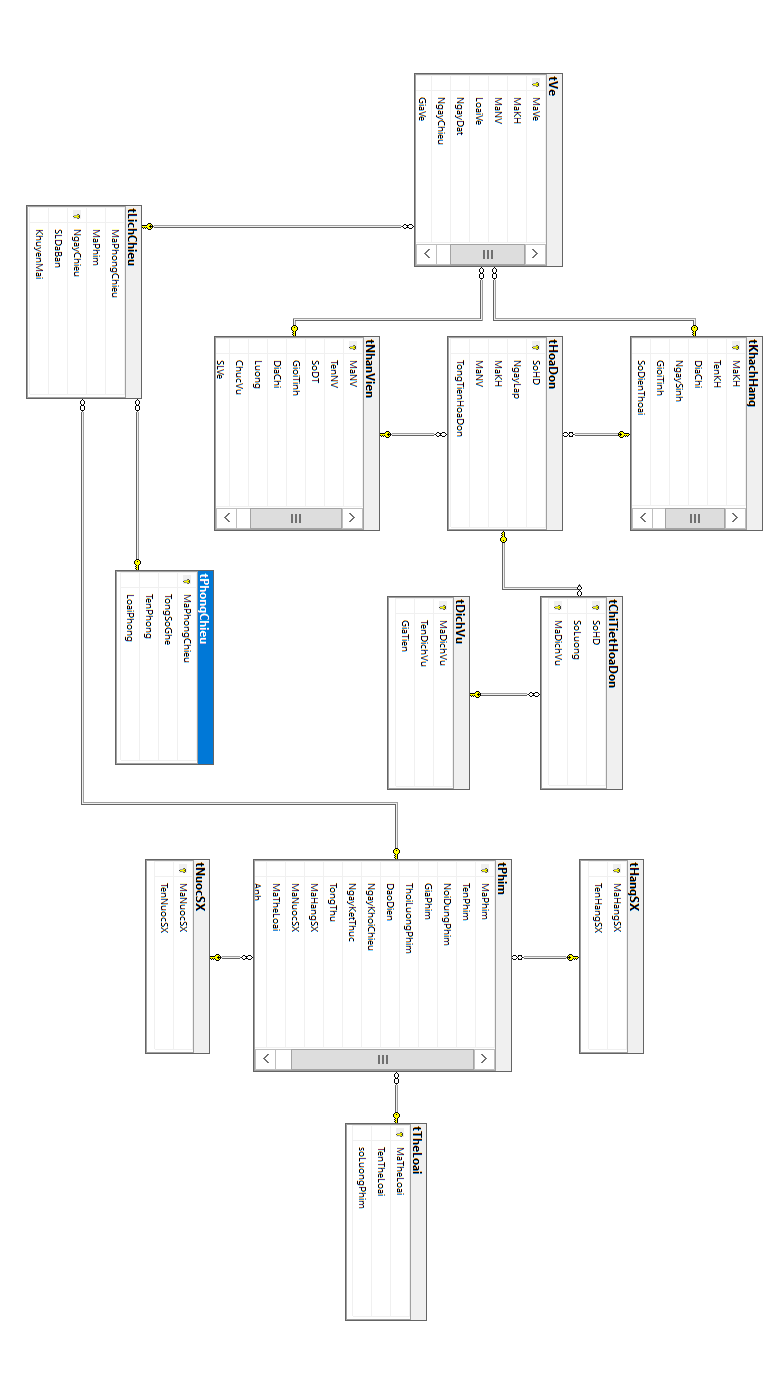 tVe
MaVe
MaKH
MaNV
LoaiVe
NgayDat
NgayChieu
GiaVe
tLichChieu
MaPhongChieu
MaPhim
NgayChieu
SLDaBan
KhuyenMai
tKhachHang
MaKH
TenKH
DiaChi
NgaySinh
GioiTinh
SoDienThoai
tHoaDon
SoHD
NgayLap
MaKH
MaNV
TongTienHoaDon
tNhanVien
MaNV
TenNV
SoDT
GioiTinh
DiaChi
Luong
ChucVu
SLVe
tPhongChieu
MaPhongChieu
TongSoGhe
TenPhong
LoaiPhong
tChiTietHoaDon
SoHD
SoLuong
MaDichVu
tDichVu
MaDichVu
TenDichVu
GiaTien
tHangSX
MaHangSX
TenHangSX
tPhim
MaPhim
TenPhim
NoiDungPhim
GiaPhim
ThoiLuongPhim
DaoDien
NgayKhoiChieu
NgayKetThuc
TongThu
MaHangSX
MaNuocSX
MaTheLoai
Anh
tNuocSX
MaNuocSX
TenNuocSX
tTheLoai
MaTheLoai
TenTheLoai
soLuongPhim